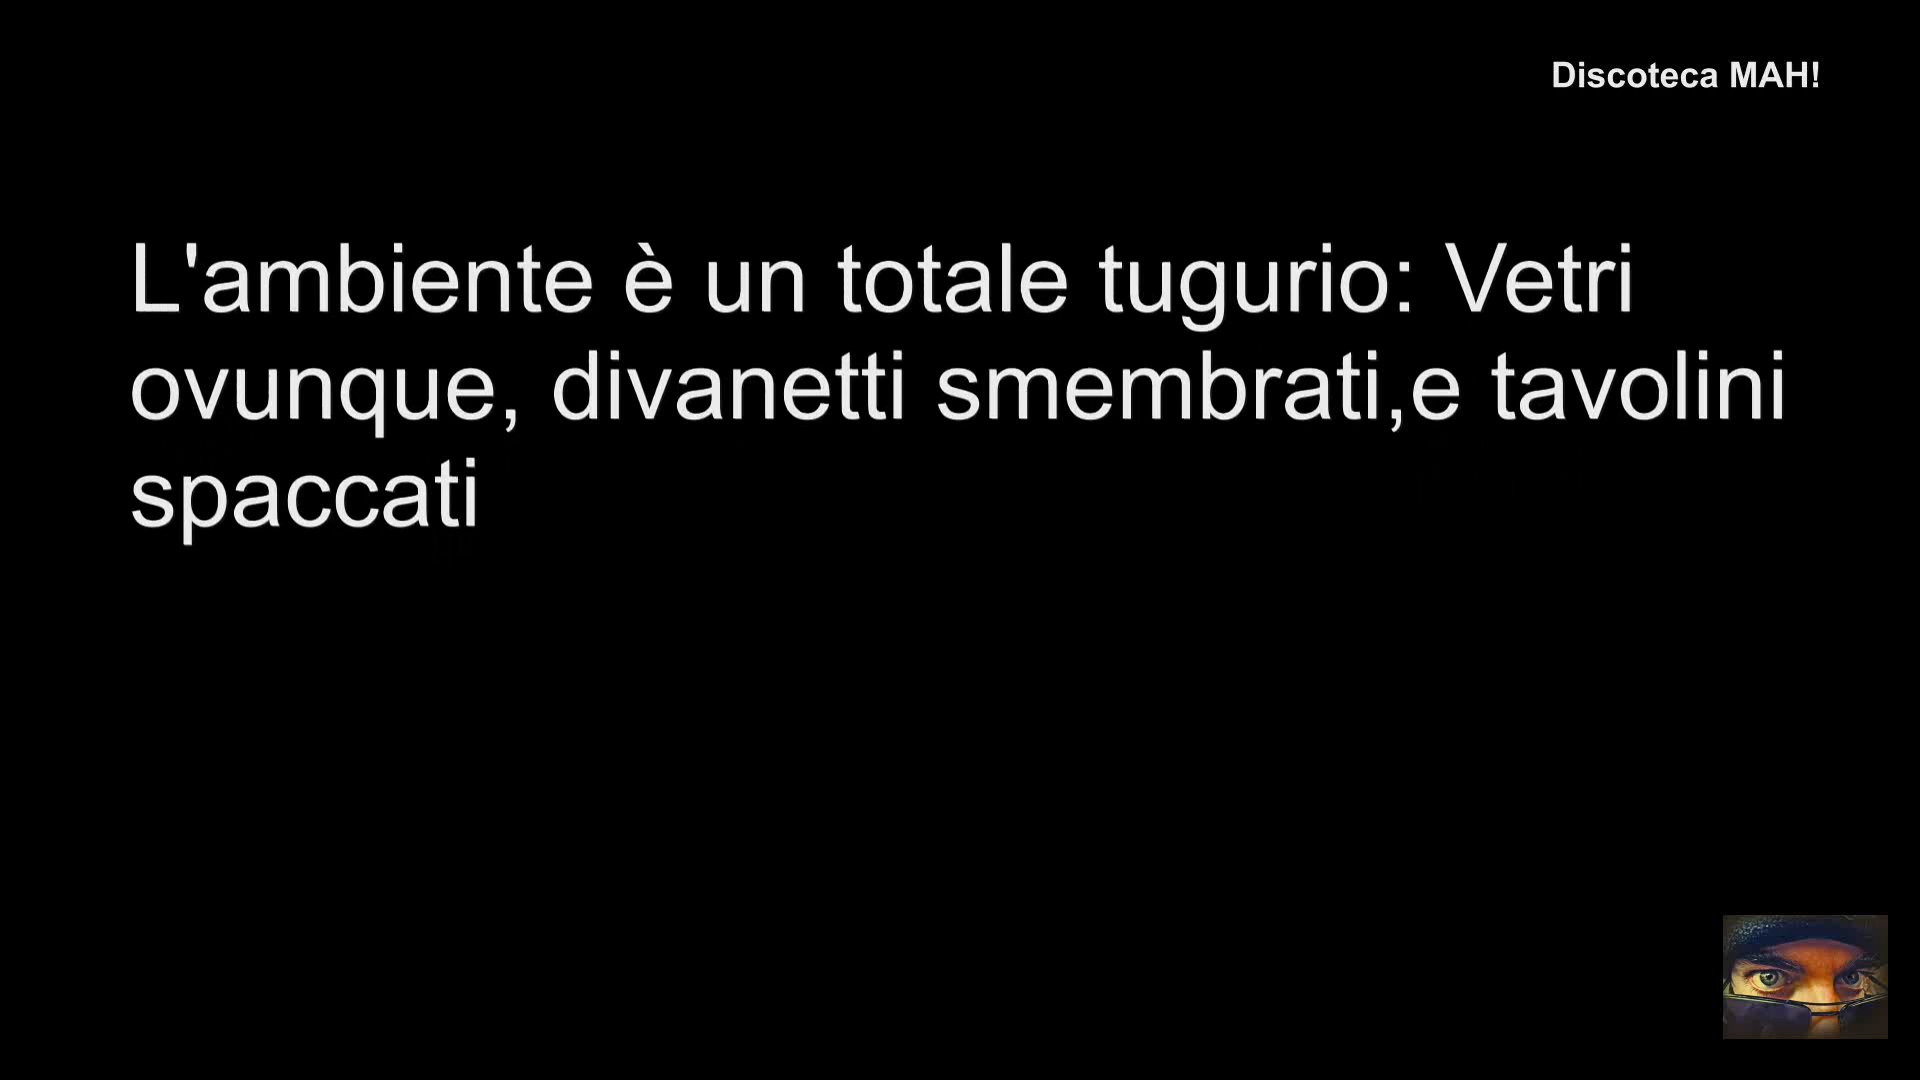 Discoteca MAH!
L'ambiente è un totale tugurio: Vetri
ovunque, divanetti smembrati,e tavolini
spaccati